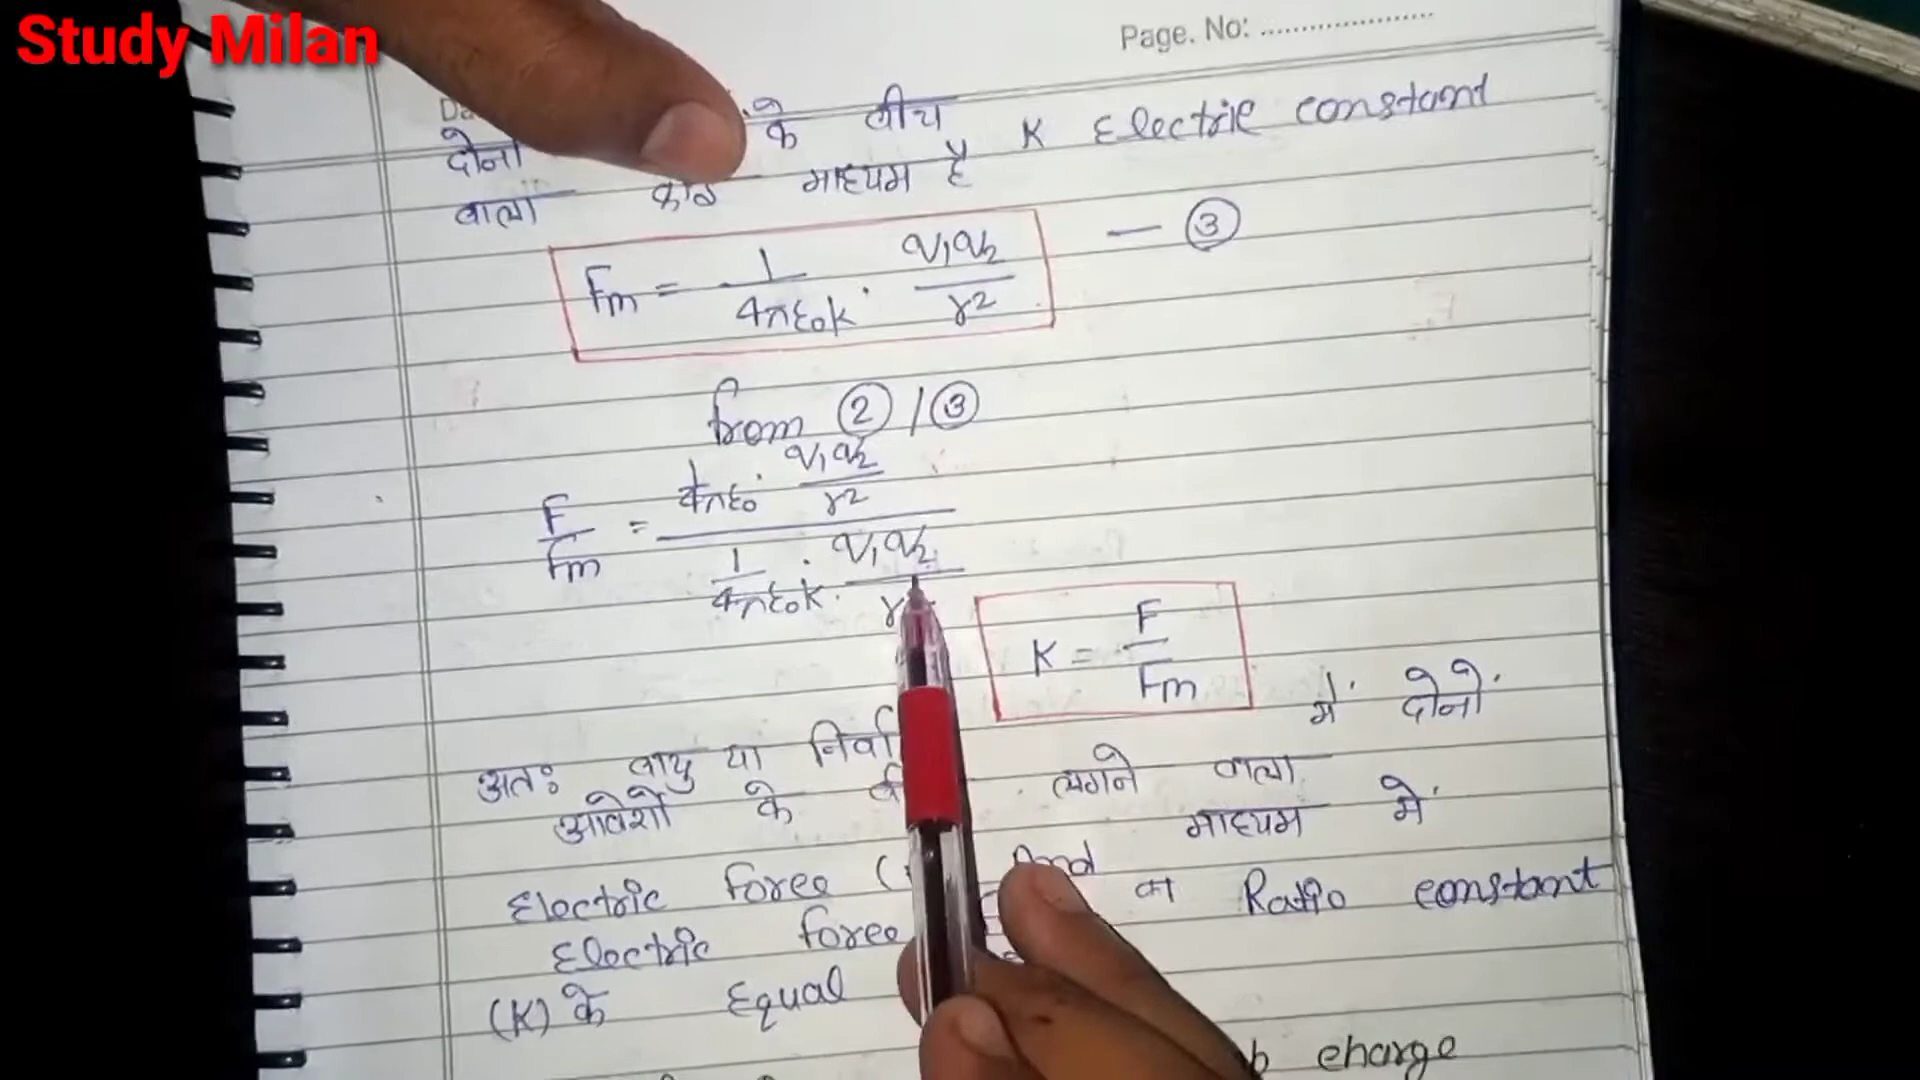 Study Milan
Page. No:
दोनों के बीच K Electric constant
वाला कोई माध्यम है
Fm = 1/4πε₀k · q₁q₂/r² — ③
from ② / ③
F/Fm = (1/4πε₀ · q₁q₂/r²) / (1/4πε₀k · q₁q₂/r
K = F/Fm
अतः वायु या में दोनों
आवेशों के लगने वाला
Electric force ( And माध्यम में
Electric force का Ratio constant
(K) के Equal
charge